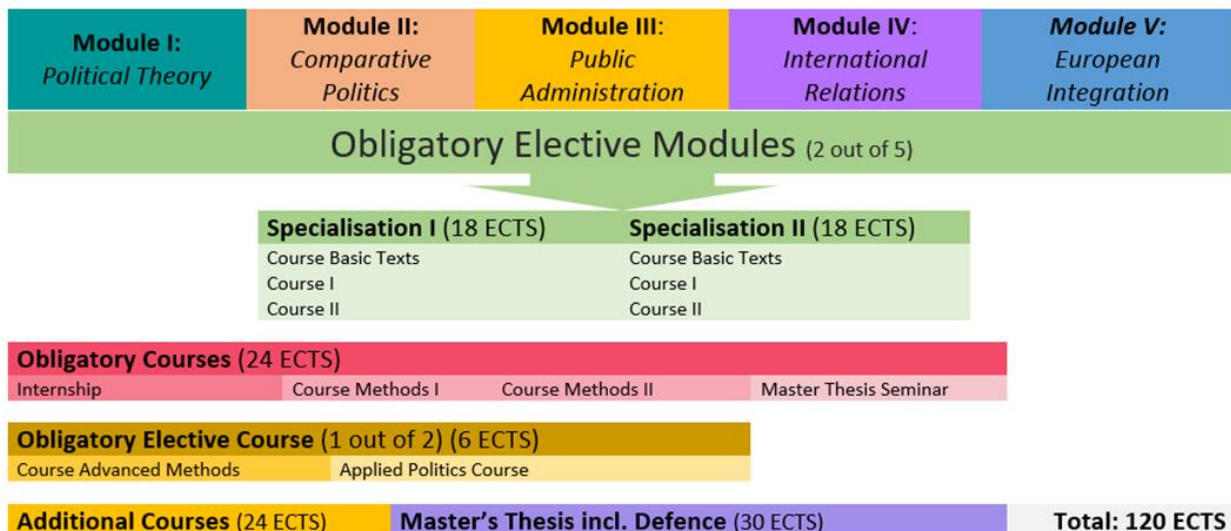 Module I:
Political Theory
Module II:
Comparative
Politics
Module III:
Public
Administration
Module IV:
International
Relations
Module V:
European
Integration
Obligatory Elective Modules (2 out of 5)
Specialisation I (18 ECTS)
Specialisation II (18 ECTS)
Course Basic Texts
Course Basic Texts
Course I
Course I
Course II
Course II
Obligatory Courses (24 ECTS)
Internship
Course Methods I
Course Methods II
Master Thesis Seminar
Obligatory Elective Course (1 out of 2) (6 ECTS)
Course Advanced Methods
Applied Politics Course
Additional Courses (24 ECTS)
Master's Thesis incl. Defence (30 ECTS)
Total: 120 ECTS